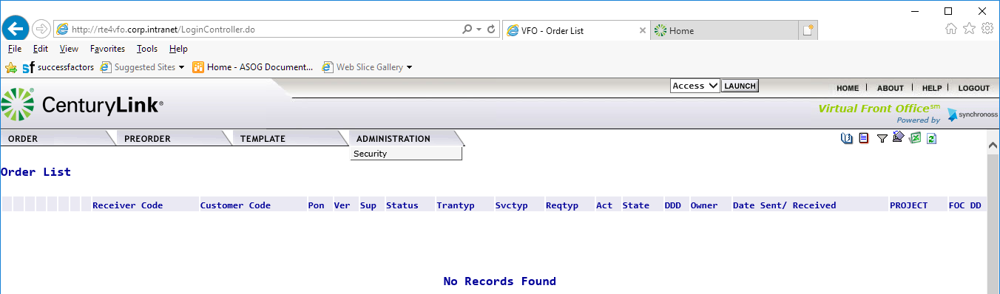 http://rte4vfo.corp.intranet/LoginController.do
VFO - Order List
Home
File Edit View Favorites Tools Help
sf successfactors Suggested Sites Home - ASOG Document... Web Slice Gallery
Access LAUNCH
HOME ABOUT HELP LOGOUT
CenturyLink®
Virtual Front Office℠
Powered by synchronoss
ORDER PREORDER TEMPLATE ADMINISTRATION
Security
Order List
Receiver Code Customer Code Pon Ver Sup Status Trantyp Svctyp Reqtyp Act State DDD Owner Date Sent/ Received PROJECT FOC DD
No Records Found